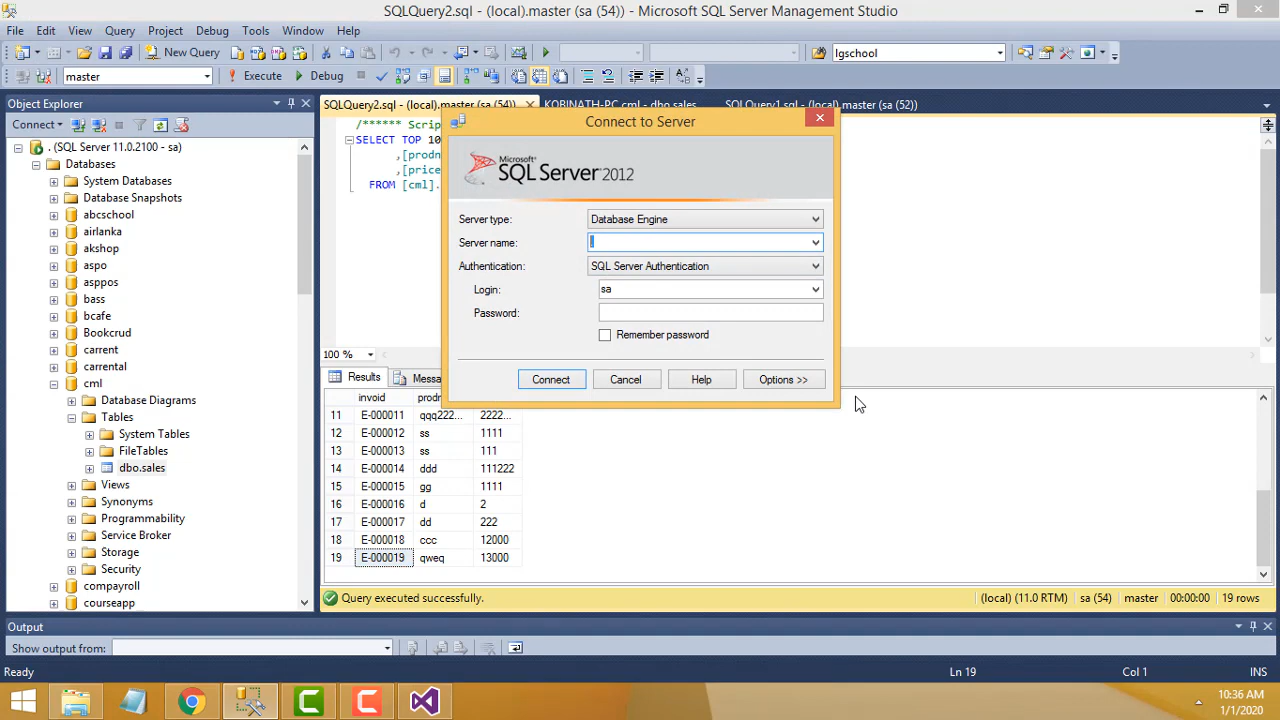 SQLQuery2.sql - (local).master (sa (54)) - Microsoft SQL Server Management Studio
File Edit View Query Project Debug Tools Window Help
New Query lgschool
master Execute Debug
Object Explorer
SQLQuery2.sql - (local).master (sa (54)) KOBINATH-PC.cml - dbo.sales SQLQuery1.sql - (local).master (sa (52))
Connect
. (SQL Server 11.0.2100 - sa)
Databases
System Databases
Database Snapshots
abcschool
airlanka
akshop
aspo
asppos
bass
bcafe
Bookcrud
carrent
carrental
cml
Database Diagrams
Tables
System Tables
FileTables
dbo.sales
Views
Synonyms
Programmability
Service Broker
Storage
Security
compayroll
courseapp
/****** Scrip
SELECT TOP 10
,[prodn
,[price
FROM [cml].
100 %
Connect to Server
Microsoft
SQL Server 2012
Server type: Database Engine
Server name: .
Authentication: SQL Server Authentication
Login: sa
Password:
Remember password
Connect Cancel Help Options >>
Results Messa
invoid prodn
11 E-000011 qqq222... 2222...
12 E-000012 ss 1111
13 E-000013 ss 111
14 E-000014 ddd 111222
15 E-000015 gg 1111
16 E-000016 d 2
17 E-000017 dd 222
18 E-000018 ccc 12000
19 E-000019 qweq 13000
Query executed successfully. (local) (11.0 RTM) sa (54) master 00:00:00 19 rows
Output
Show output from:
Ready Ln 19 Col 1 INS
10:36 AM
1/1/2020